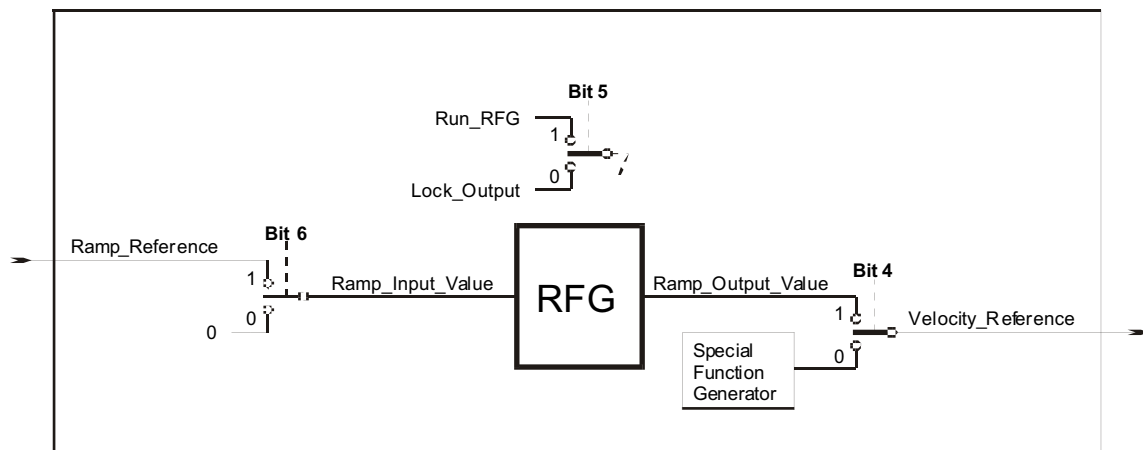 Bit 5
Run_RFG
1
0
Lock_Output
Ramp_Reference
Bit 6
1
0
0
Ramp_Input_Value
RFG
Ramp_Output_Value
Bit 4
1
0
Velocity_Reference
Special
Function
Generator